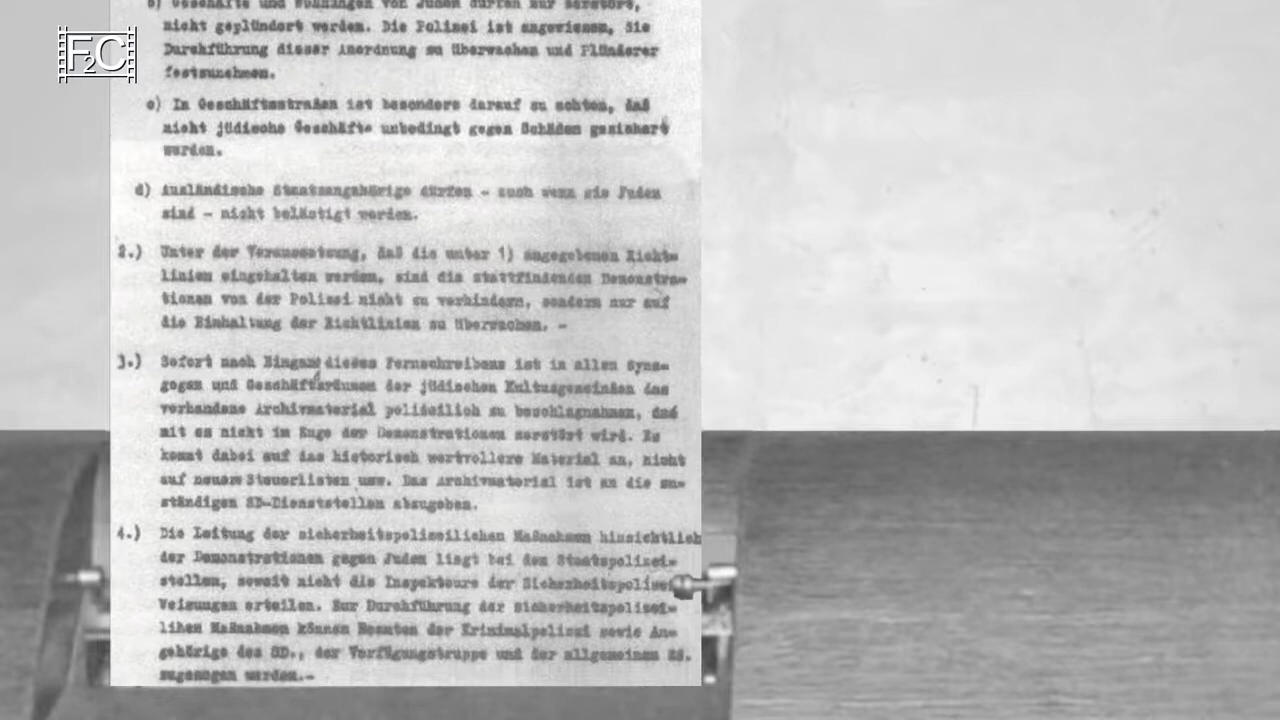 F2C
b) Geschäfte und Wohnungen von Juden dürfen nur zerstört,
nicht geplündert werden. Die Polizei ist angewiesen, die
Durchführung dieser Anordnung zu überwachen und Plünderer
festzunehmen.
c) In Geschäftsstraßen ist besonders darauf zu achten, daß
nicht jüdische Geschäfte unbedingt gegen Schäden gesichert
werden.
d) Ausländische Staatsangehörige dürfen - auch wenn sie Juden
sind - nicht belästigt werden.
2.) Unter der Voraussetzung, daß die unter 1) angegebenen Richt-
linien eingehalten werden, sind die stattfindenden Demonstra-
tionen von der Polizei nicht zu verhindern, sondern nur auf
die Einhaltung der Richtlinien zu überwachen. -
3.) Sofort nach Eingang dieses Fernschreibens ist in allen Syna-
gogen und Geschäftsräumen der jüdischen Kultusgemeinden das
vorhandene Archivmaterial polizeilich zu beschlagnahmen, da
mit es nicht im Zuge der Demonstrationen zerstört wird. Es
kommt dabei auf das historisch wertvollere Material an, nicht
auf neuere Steuerlisten usw. Das Archivmaterial ist an die zu-
ständigen SD-Dienststellen abzugeben.
4.) Die Leitung der sicherheitspolizeilichen Maßnahmen hinsichtlich
der Demonstrationen gegen Juden liegt bei den Staatspolizei-
stellen, soweit nicht die Inspekteure der Sicherheitspolizei
Weisungen erteilen. Zur Durchführung der sicherheitspolizei-
lihen Maßnahmen können Beamten der Kriminalpolizei sowie An-
gehörige des SD., der Verfügungstruppe und der allgemeinen SS.
zugezogen werden.-